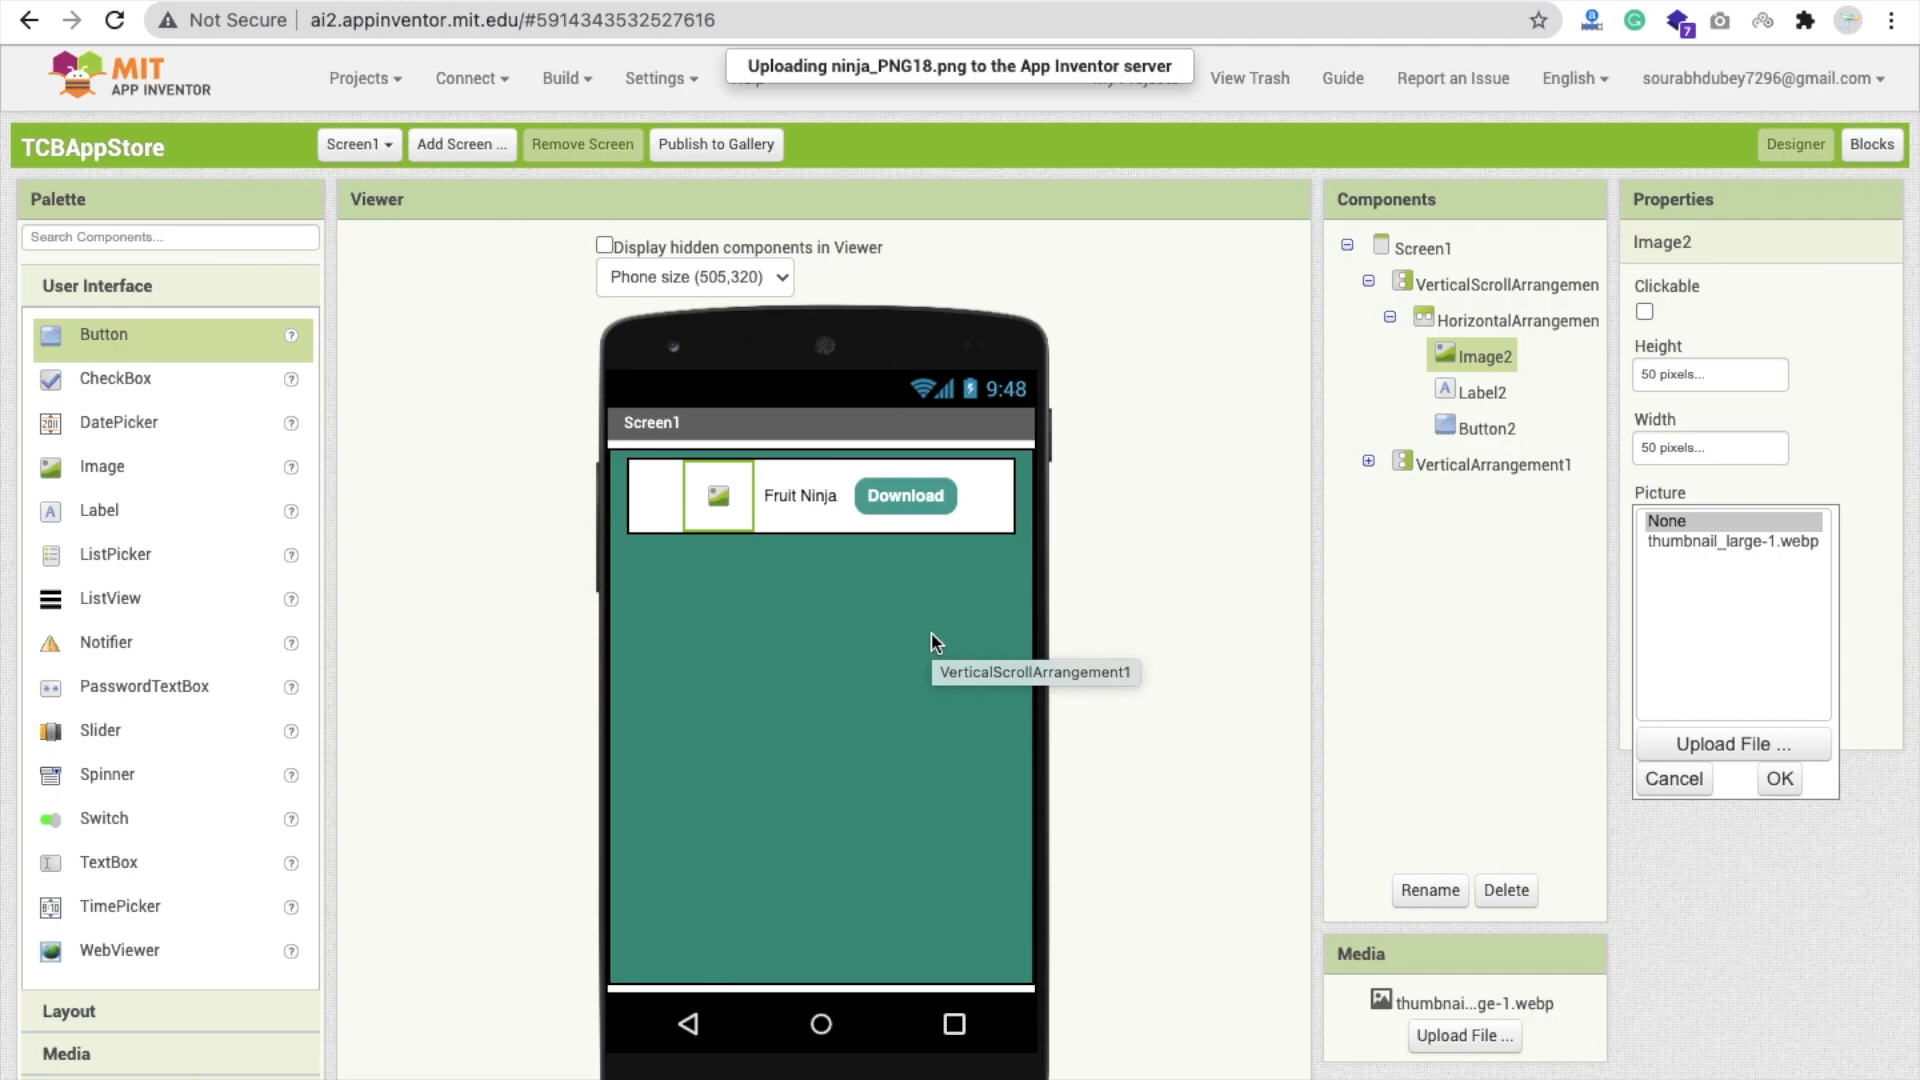 Not Secure
ai2.appinventor.mit.edu/#5914343532527616
7
MIT
APP INVENTOR
Projects
Connect
Build
Settings
Uploading ninja_PNG18.png to the App Inventor server
View Trash
Guide
Report an Issue
English
sourabhdubey7296@gmail.com
TCBAppStore
Screen1
Add Screen ...
Remove Screen
Publish to Gallery
Designer
Blocks
Palette
Search Components...
User Interface
Button
CheckBox
DatePicker
Image
Label
ListPicker
ListView
Notifier
PasswordTextBox
Slider
Spinner
Switch
TextBox
TimePicker
WebViewer
Layout
Media
Viewer
Display hidden components in Viewer
Phone size (505,320)
9:48
Screen1
Fruit Ninja
Download
VerticalScrollArrangement1
Components
Screen1
VerticalScrollArrangemen
HorizontalArrangemen
Image2
Label2
Button2
VerticalArrangement1
Rename
Delete
Media
thumbnai...ge-1.webp
Upload File ...
Properties
Image2
Clickable
Height
50 pixels...
Width
50 pixels...
Picture
None
thumbnail_large-1.webp
Upload File ...
Cancel
OK